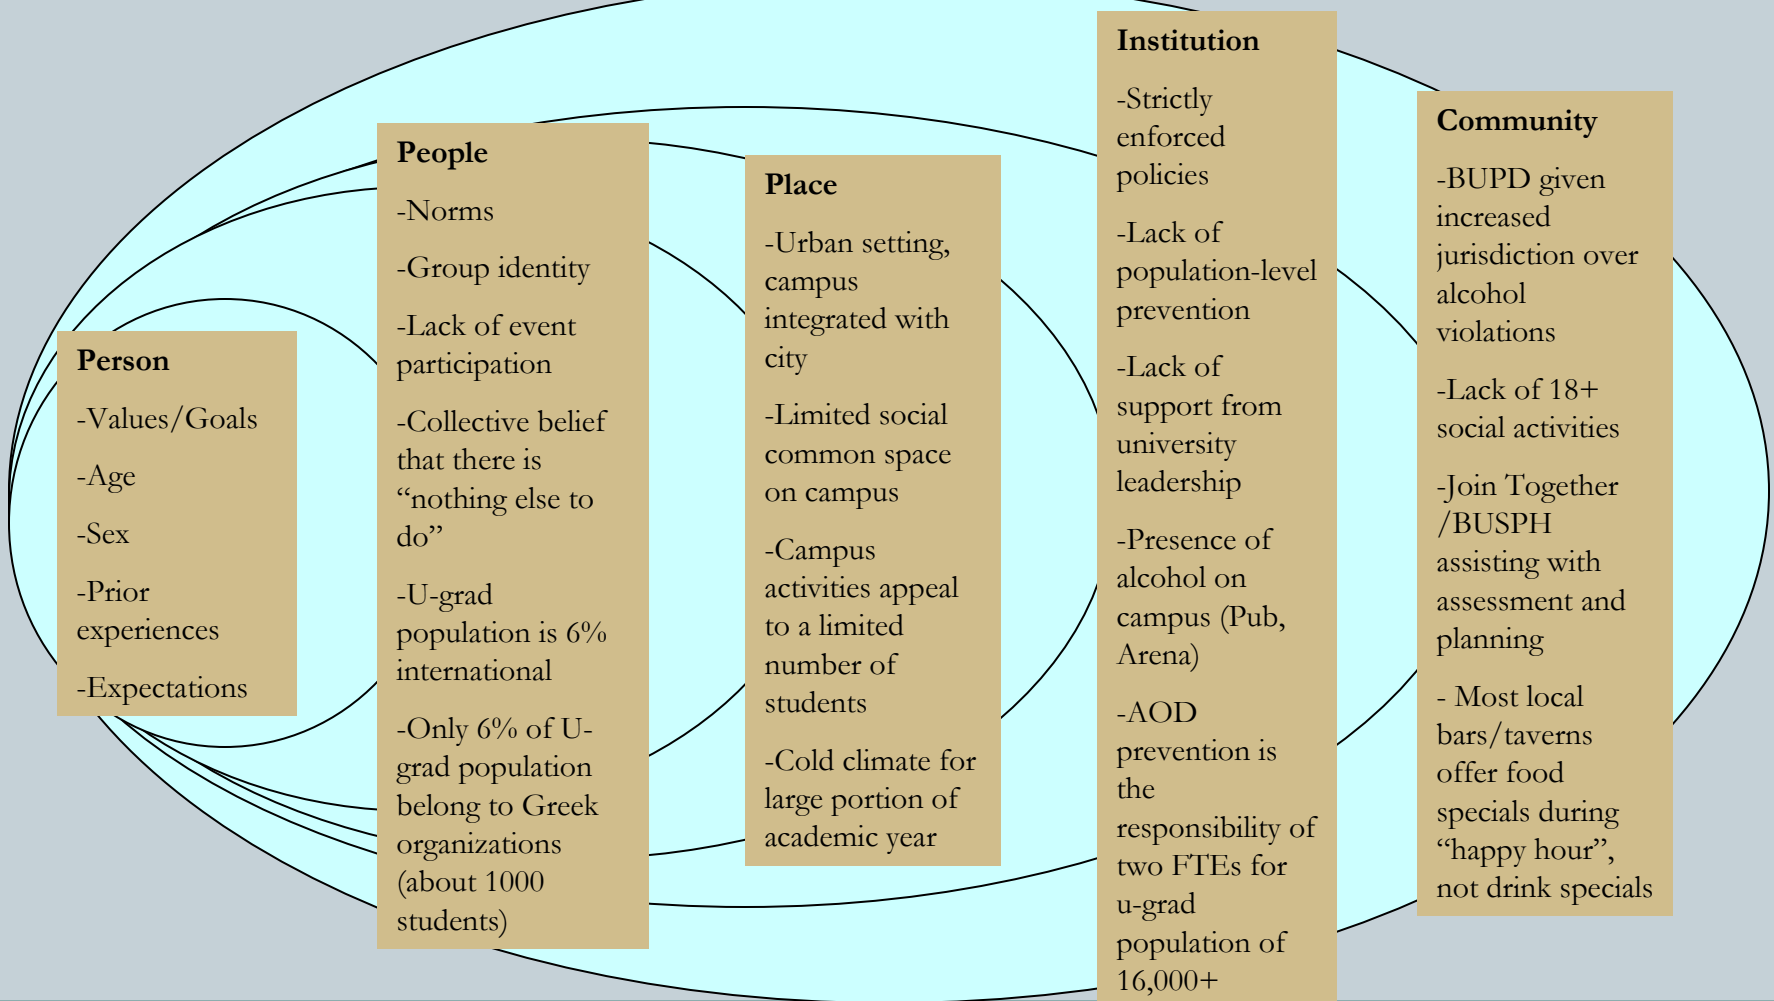 Person
-Values/Goals
-Age
-Sex
-Prior
experiences
-Expectations
People
-Norms
-Group identity
-Lack of event
participation
-Collective belief
that there is
“nothing else to
do”
-U-grad
population is 6%
international
-Only 6% of U-
grad population
belong to Greek
organizations
(about 1000
students)
Place
-Urban setting,
campus
integrated with
city
-Limited social
common space
on campus
-Campus
activities appeal
to a limited
number of
students
-Cold climate for
large portion of
academic year
Institution
-Strictly
enforced
policies
-Lack of
population-level
prevention
-Lack of
support from
university
leadership
-Presence of
alcohol on
campus (Pub,
Arena)
-AOD
prevention is
the
responsibility of
two FTEs for
u-grad
population of
16,000+
Community
-BUPD given
increased
jurisdiction over
alcohol
violations
-Lack of 18+
social activities
-Join Together
/BUSPH
assisting with
assessment and
planning
- Most local
bars/taverns
offer food
specials during
“happy hour”,
not drink specials